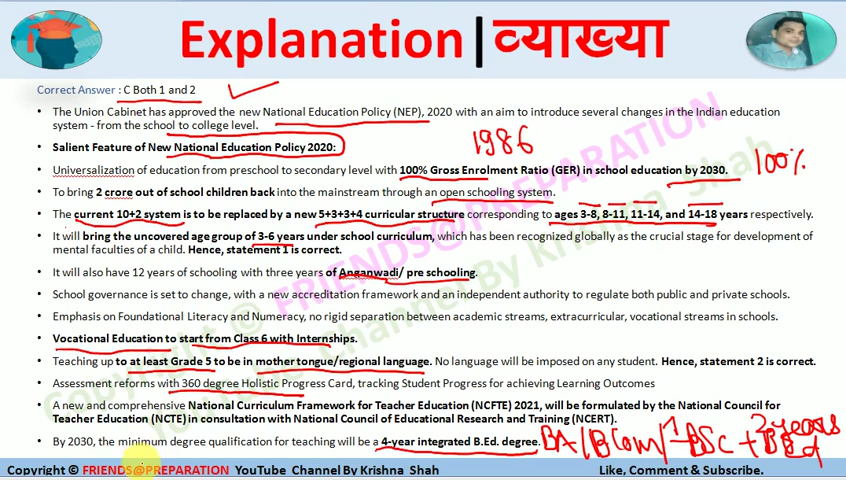 Explanation|व्याख्या
Correct Answer : C Both 1 and 2
• The Union Cabinet has approved the new National Education Policy (NEP), 2020 with an aim to introduce several changes in the Indian education
system - from the school to college level.
1986
• Salient Feature of New National Education Policy 2020:
• Universalization of education from preschool to secondary level with 100% Gross Enrolment Ratio (GER) in school education by 2030.
100%
• To bring 2 crore out of school children back into the mainstream through an open schooling system.
• The current 10+2 system is to be replaced by a new 5+3+3+4 curricular structure corresponding to ages 3-8, 8-11, 11-14, and 14-18 years respectively.
• It will bring the uncovered age group of 3-6 years under school curriculum, which has been recognized globally as the crucial stage for development of
mental faculties of a child. Hence, statement 1 is correct.
• It will also have 12 years of schooling with three years of Anganwadi/ pre schooling.
• School governance is set to change, with a new accreditation framework and an independent authority to regulate both public and private schools.
• Emphasis on Foundational Literacy and Numeracy, no rigid separation between academic streams, extracurricular, vocational streams in schools.
• Vocational Education to start from Class 6 with Internships.
• Teaching up to at least Grade 5 to be in mother tongue/regional language. No language will be imposed on any student. Hence, statement 2 is correct.
• Assessment reforms with 360 degree Holistic Progress Card, tracking Student Progress for achieving Learning Outcomes
• A new and comprehensive National Curriculum Framework for Teacher Education (NCFTE) 2021, will be formulated by the National Council for
Teacher Education (NCTE) in consultation with National Council of Educational Research and Training (NCERT).
2 years
• By 2030, the minimum degree qualification for teaching will be a 4-year integrated B.Ed. degree. BA/BCom/BSc + B Ed
© FRIENDS@PREPARATION
YouTube Channel By Krishna Shah
Copyright © FRIENDS@PREPARATION YouTube Channel By Krishna Shah Like, Comment & Subscribe.